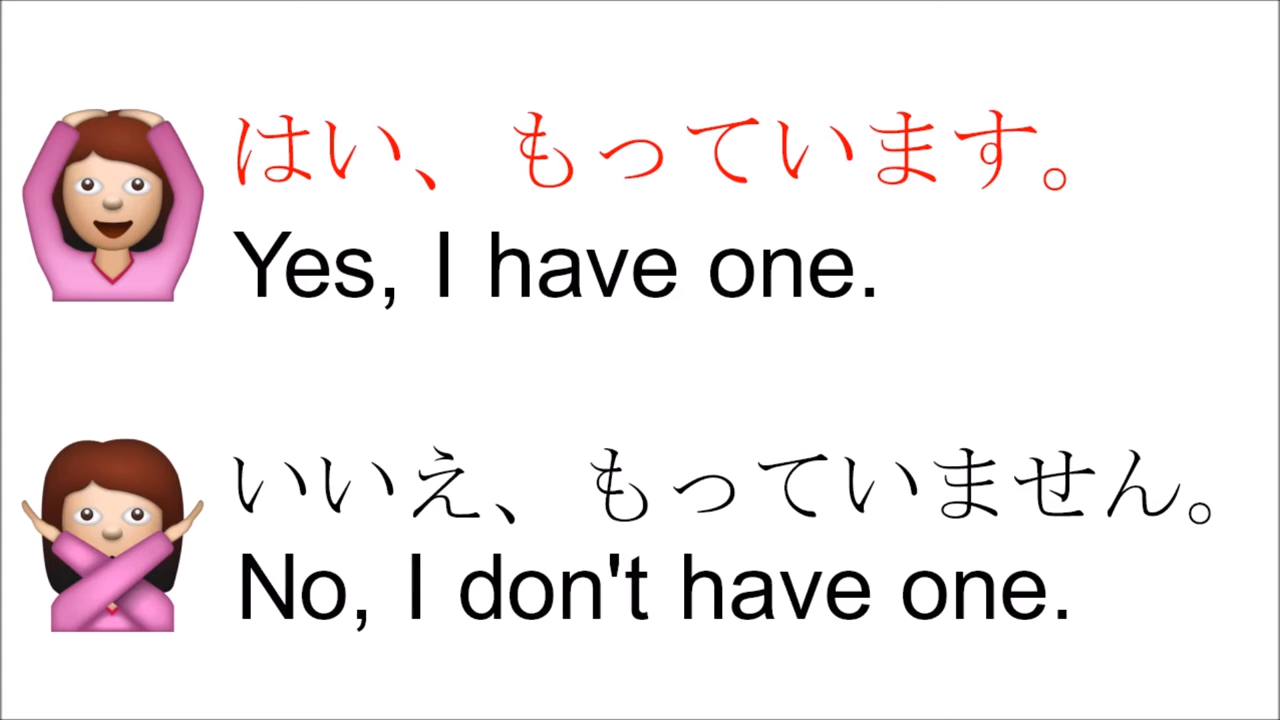 はい、もっています。
Yes, I have one.
いいえ、もっていません。
No, I don't have one.